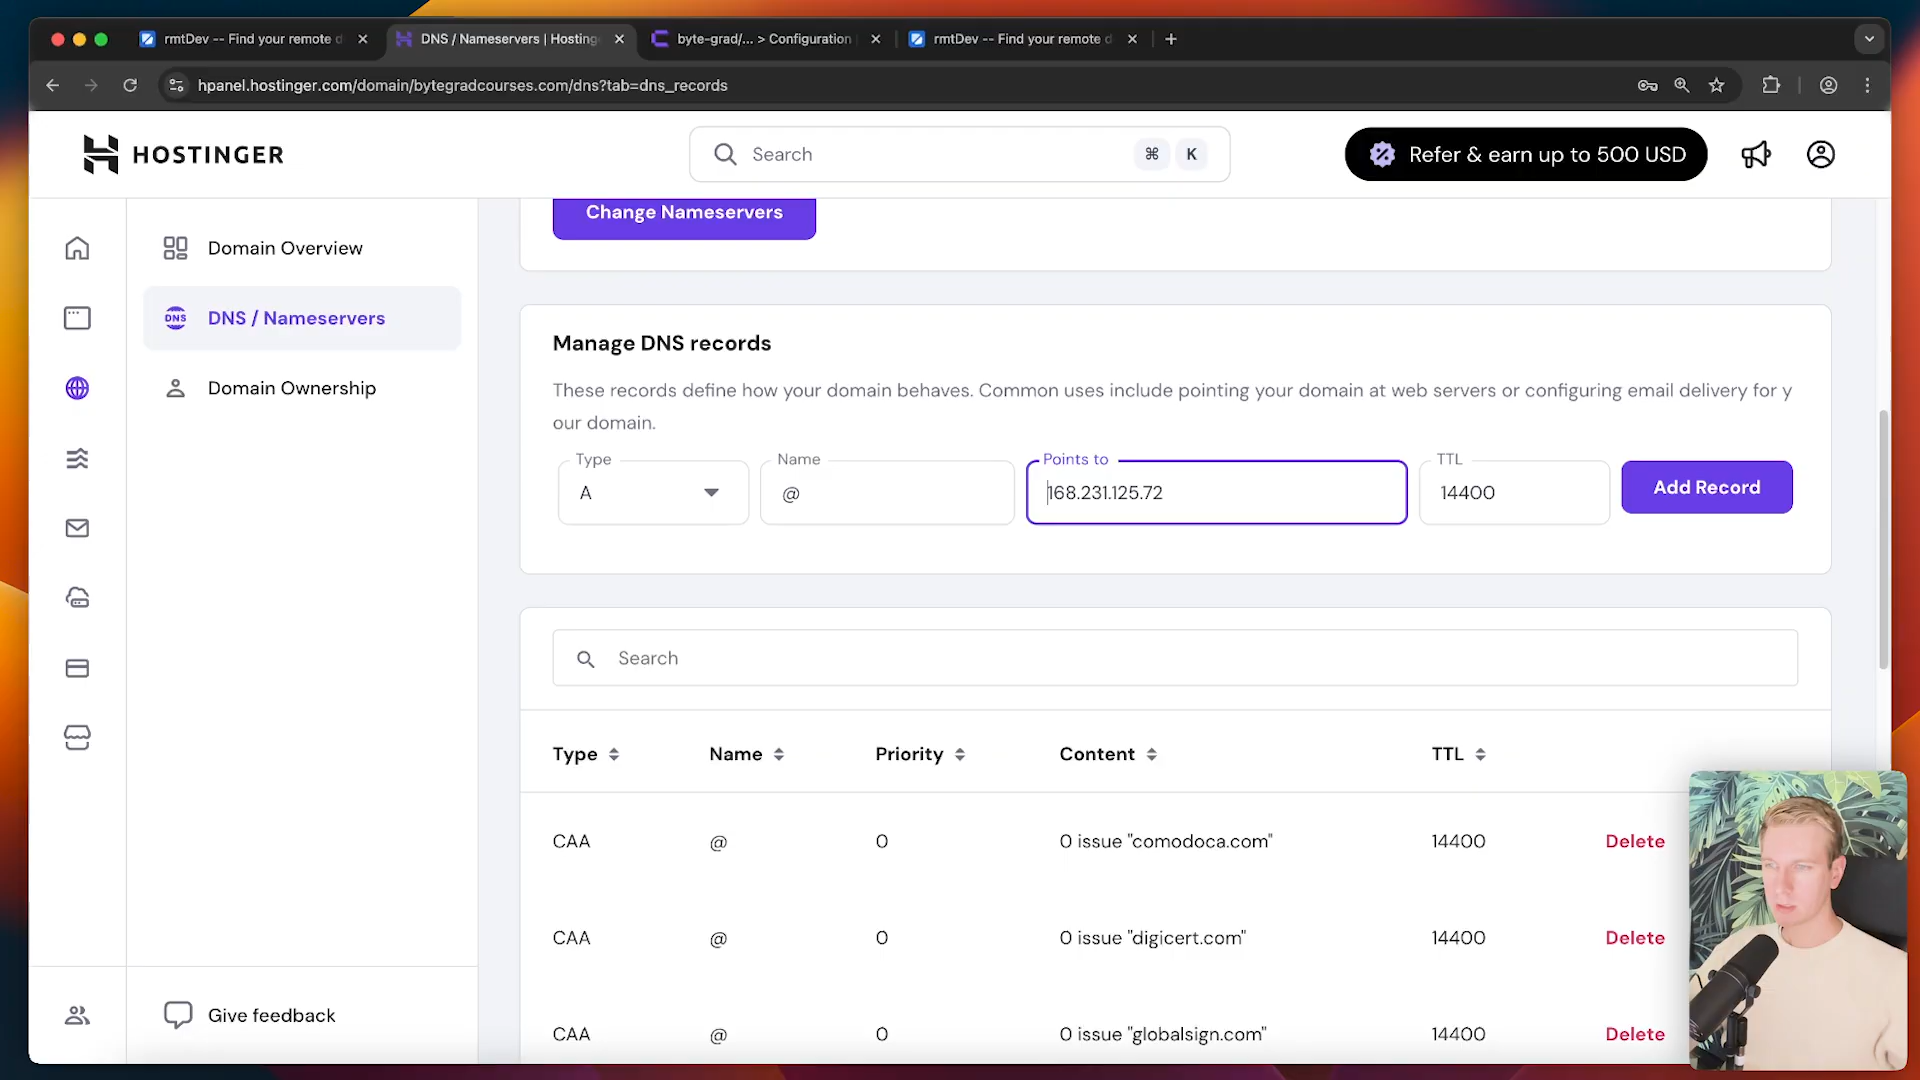 rmtDev -- Find your remote d
DNS / Nameservers | Hosting
byte-grad/... > Configuration
rmtDev -- Find your remote d
hpanel.hostinger.com/domain/bytegradcourses.com/dns?tab=dns_records
HOSTINGER
Search
⌘ K
Refer & earn up to 500 USD
Domain Overview
DNS
DNS / Nameservers
Domain Ownership
Give feedback
Change Nameservers
Manage DNS records
These records define how your domain behaves. Common uses include pointing your domain at web servers or configuring email delivery for y
our domain.
Type Name Points to TTL
A @ 168.231.125.72 14400 Add Record
Search
Type Name Priority Content TTL
CAA @ 0 0 issue "comodoca.com" 14400 Delete
CAA @ 0 0 issue "digicert.com" 14400 Delete
CAA @ 0 0 issue "globalsign.com" 14400 Delete